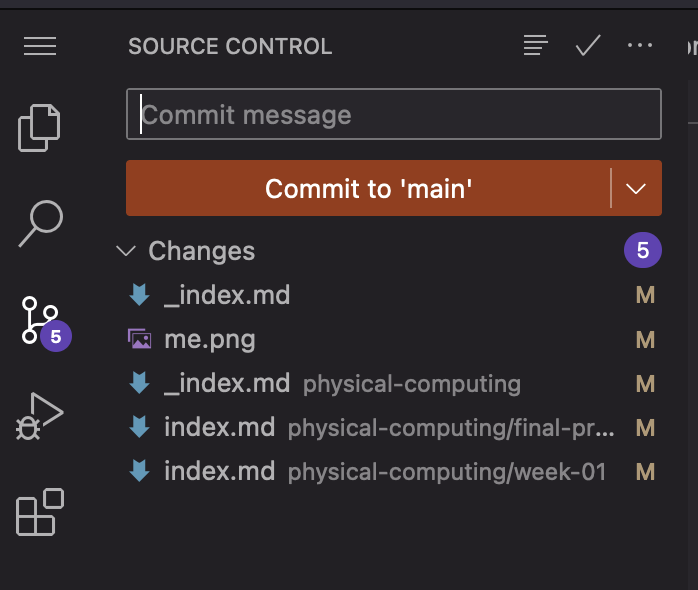 SOURCE CONTROL
Commit message
Commit to 'main'
Changes 5
_index.md M
me.png M
_index.md physical-computing M
5
index.md physical-computing/final-pr... M
index.md physical-computing/week-01 M